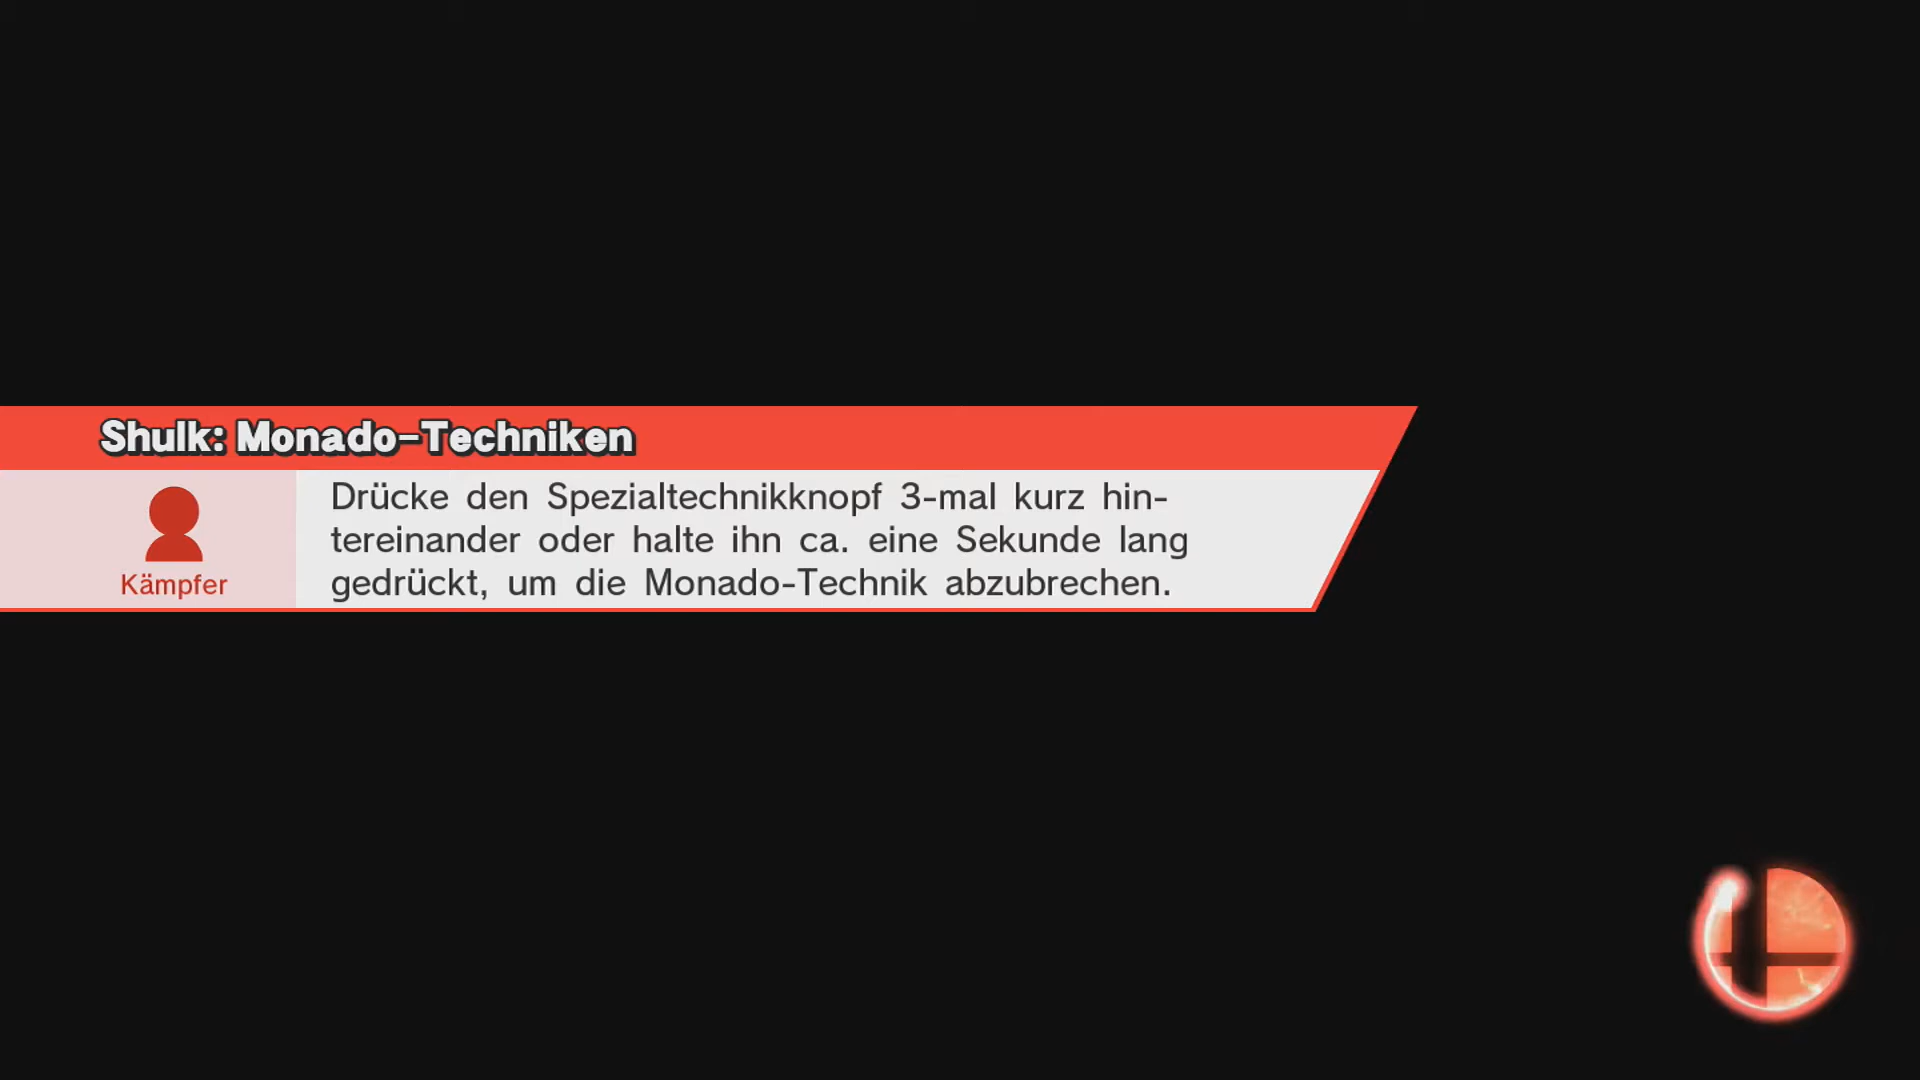 Shulk: Monado-Techniken
Drücke den Spezialtechnikknopf 3-mal kurz hin-
tereinander oder halte ihn ca. eine Sekunde lang
gedrückt, um die Monado-Technik abzubrechen.
Kämpfer